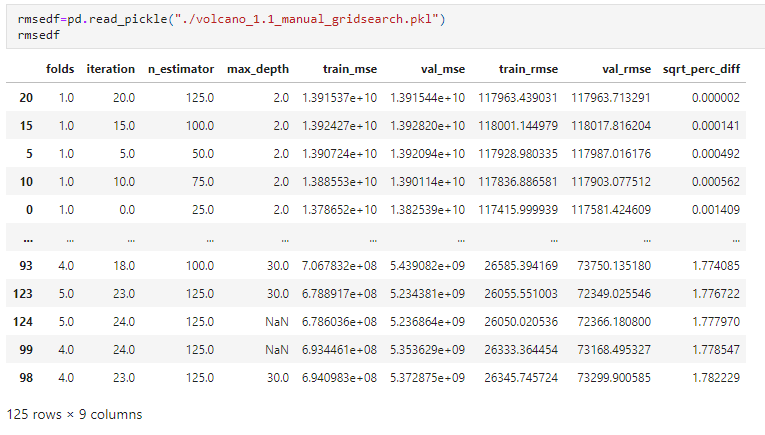 rmsedf=pd.read_pickle("./volcano_1.1_manual_gridsearch.pkl")
rmsedf
folds iteration n_estimator max_depth train_mse val_mse train_rmse val_rmse sqrt_perc_diff
20 1.0 20.0 125.0 2.0 1.391537e+10 1.391544e+10 117963.439031 117963.713291 0.000002
15 1.0 15.0 100.0 2.0 1.392427e+10 1.392820e+10 118001.144979 118017.816204 0.000141
5 1.0 5.0 50.0 2.0 1.390724e+10 1.392094e+10 117928.980335 117987.016176 0.000492
10 1.0 10.0 75.0 2.0 1.388553e+10 1.390114e+10 117836.886581 117903.077512 0.000562
0 1.0 0.0 25.0 2.0 1.378652e+10 1.382539e+10 117415.999939 117581.424609 0.001409
... ... ... ... ... ... ... ... ... ...
93 4.0 18.0 100.0 30.0 7.067832e+08 5.439082e+09 26585.394169 73750.135180 1.774085
123 5.0 23.0 125.0 30.0 6.788917e+08 5.234381e+09 26055.551003 72349.025546 1.776722
124 5.0 24.0 125.0 NaN 6.786036e+08 5.236864e+09 26050.020536 72366.180800 1.777970
99 4.0 24.0 125.0 NaN 6.934461e+08 5.353629e+09 26333.364454 73168.495327 1.778547
98 4.0 23.0 125.0 30.0 6.940983e+08 5.372875e+09 26345.745724 73299.900585 1.782229
125 rows × 9 columns